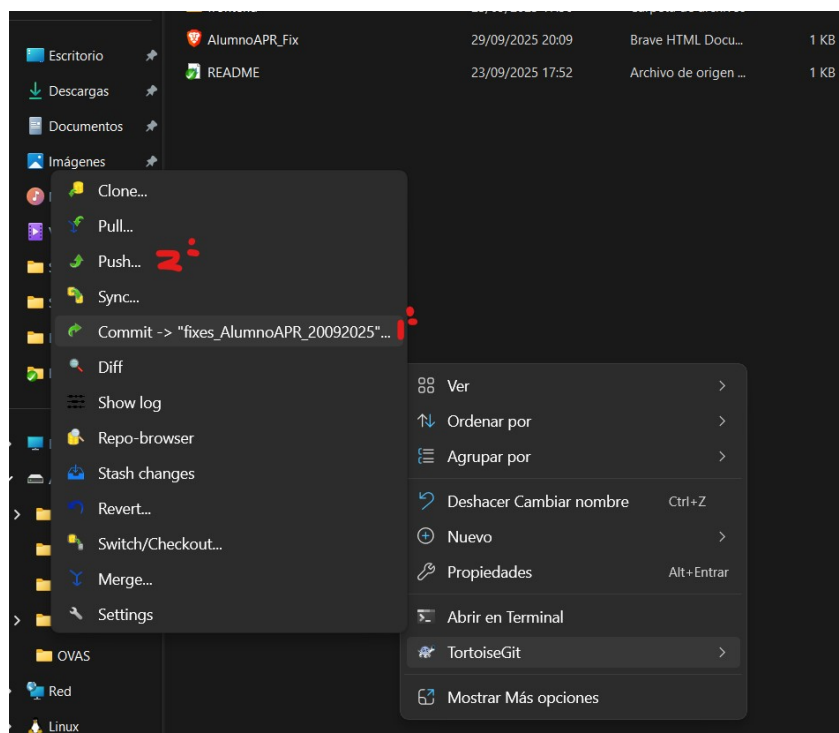 AlumnoAPR_Fix 29/09/2025 20:09 Brave HTML Docu... 1 KB
README 23/09/2025 17:52 Archivo de origen ... 1 KB
Escritorio
Descargas
Documentos
Imágenes
Clone...
Pull...
Push... 2:
Sync...
Commit -> "fixes_AlumnoAPR_20092025"... 1:
Diff
Show log
Repo-browser
Stash changes
Revert...
Switch/Checkout...
Merge...
Settings
Ver
Ordenar por
Agrupar por
Deshacer Cambiar nombre Ctrl+Z
Nuevo
Propiedades Alt+Entrar
Abrir en Terminal
TortoiseGit
Mostrar Más opciones
OVAS
Red
Linux